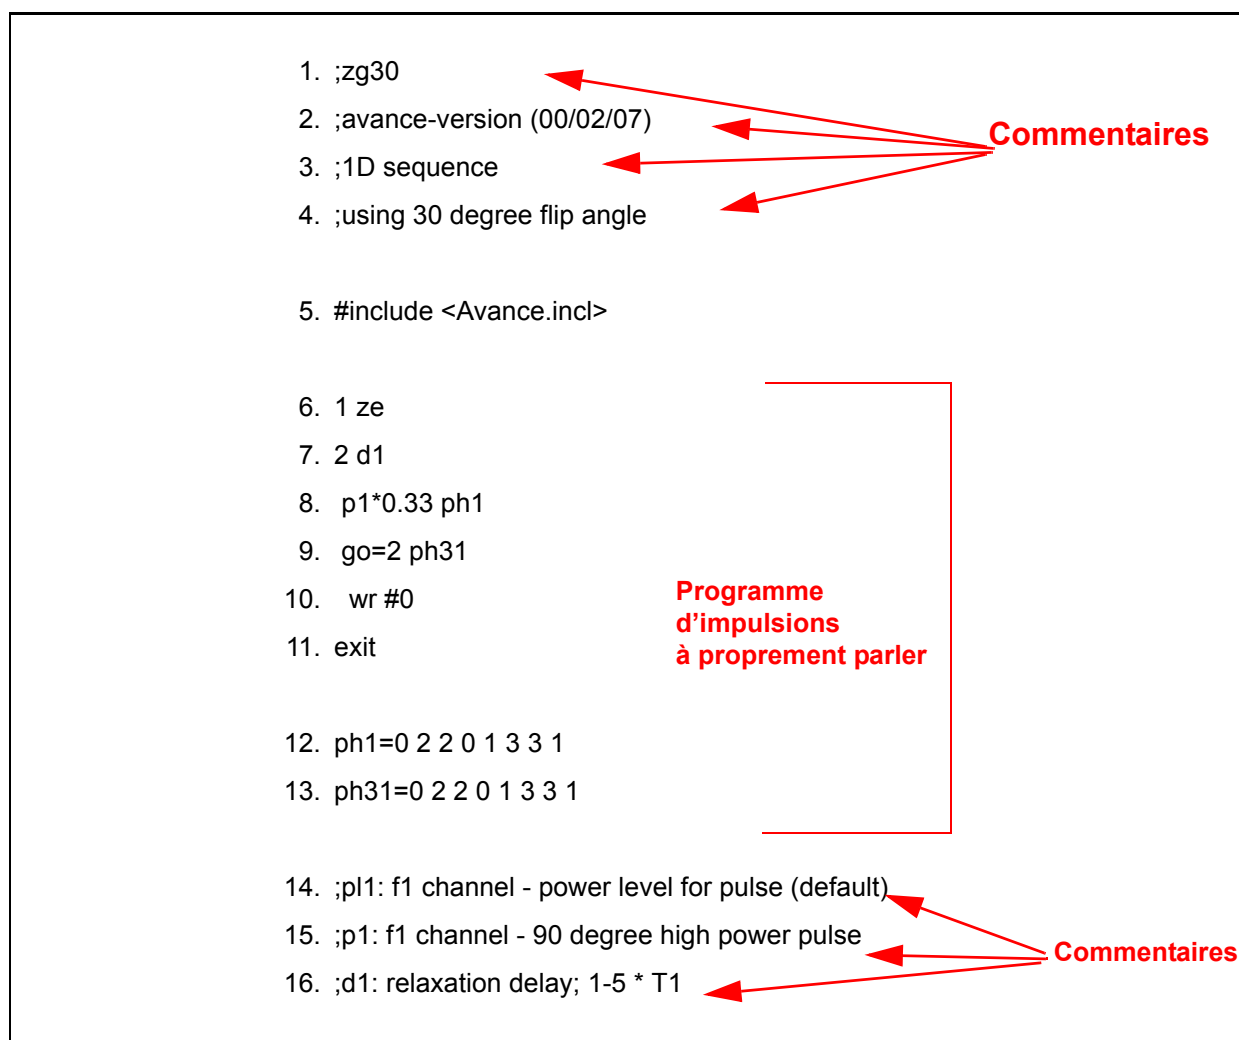 1. ;zg30
2. ;avance-version (00/02/07)
Commentaires
3. ;1D sequence
4. ;using 30 degree flip angle
5. #include <Avance.incl>
6. 1 ze
7. 2 d1
8. p1*0.33 ph1
9. go=2 ph31
10. wr #0
11. exit
Programme
d'impulsions
à proprement parler
12. ph1=0 2 2 0 1 3 3 1
13. ph31=0 2 2 0 1 3 3 1
14. ;pl1: f1 channel - power level for pulse (default)
15. ;p1: f1 channel - 90 degree high power pulse
16. ;d1: relaxation delay; 1-5 * T1
Commentaires